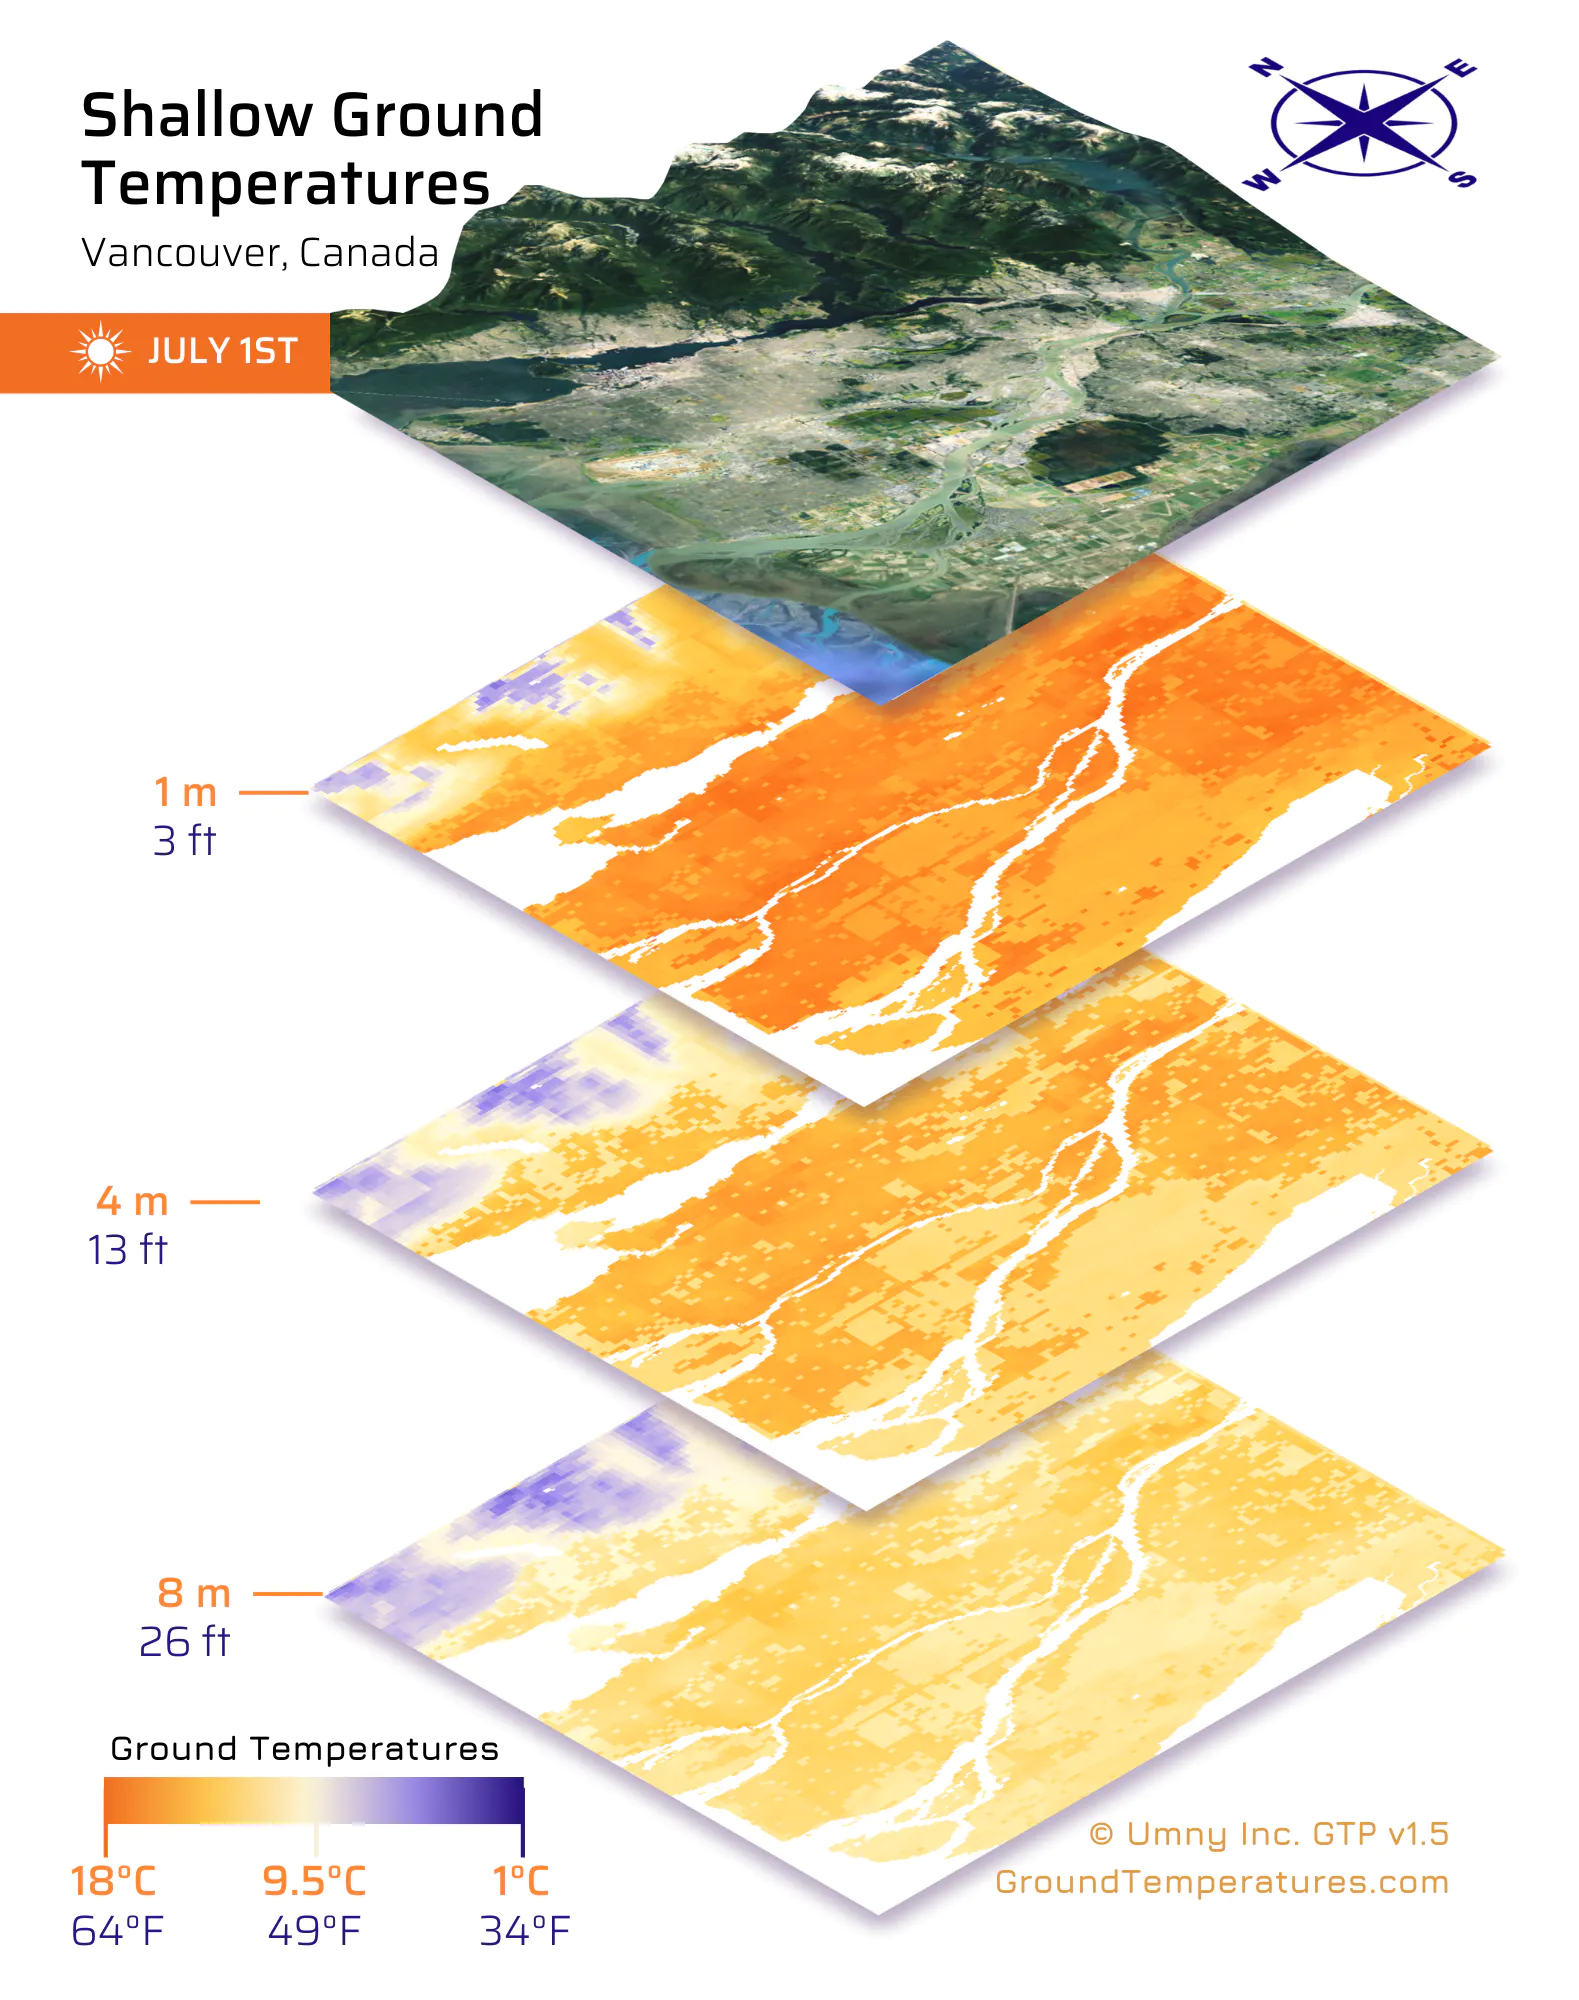 Shallow Ground
Temperatures
Vancouver, Canada
JULY 1ST
N
E
W
S
1 m
3 ft
4 m
13 ft
8 m
26 ft
Ground Temperatures
18°C 9.5°C 1°C
64°F 49°F 34°F
© Umny Inc. GTP v1.5
GroundTemperatures.com